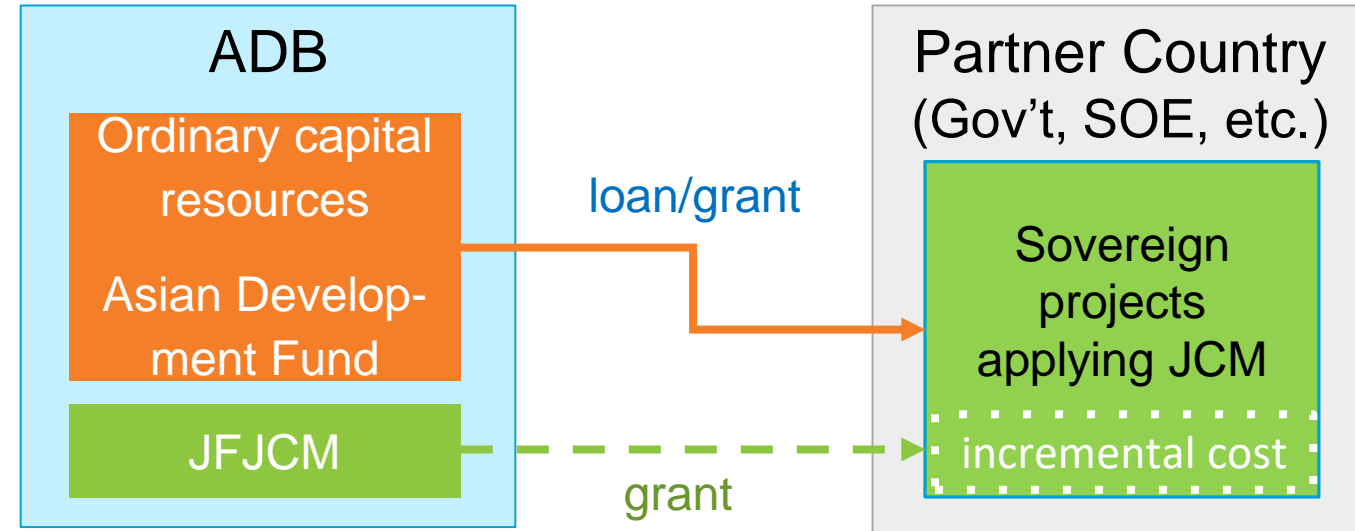 ADB
Ordinary capital
resources
Asian Develop-
ment Fund
JFJCM
loan/grant
grant
Partner Country
(Gov't, SOE, etc.)
Sovereign
projects
applying JCM
incremental cost